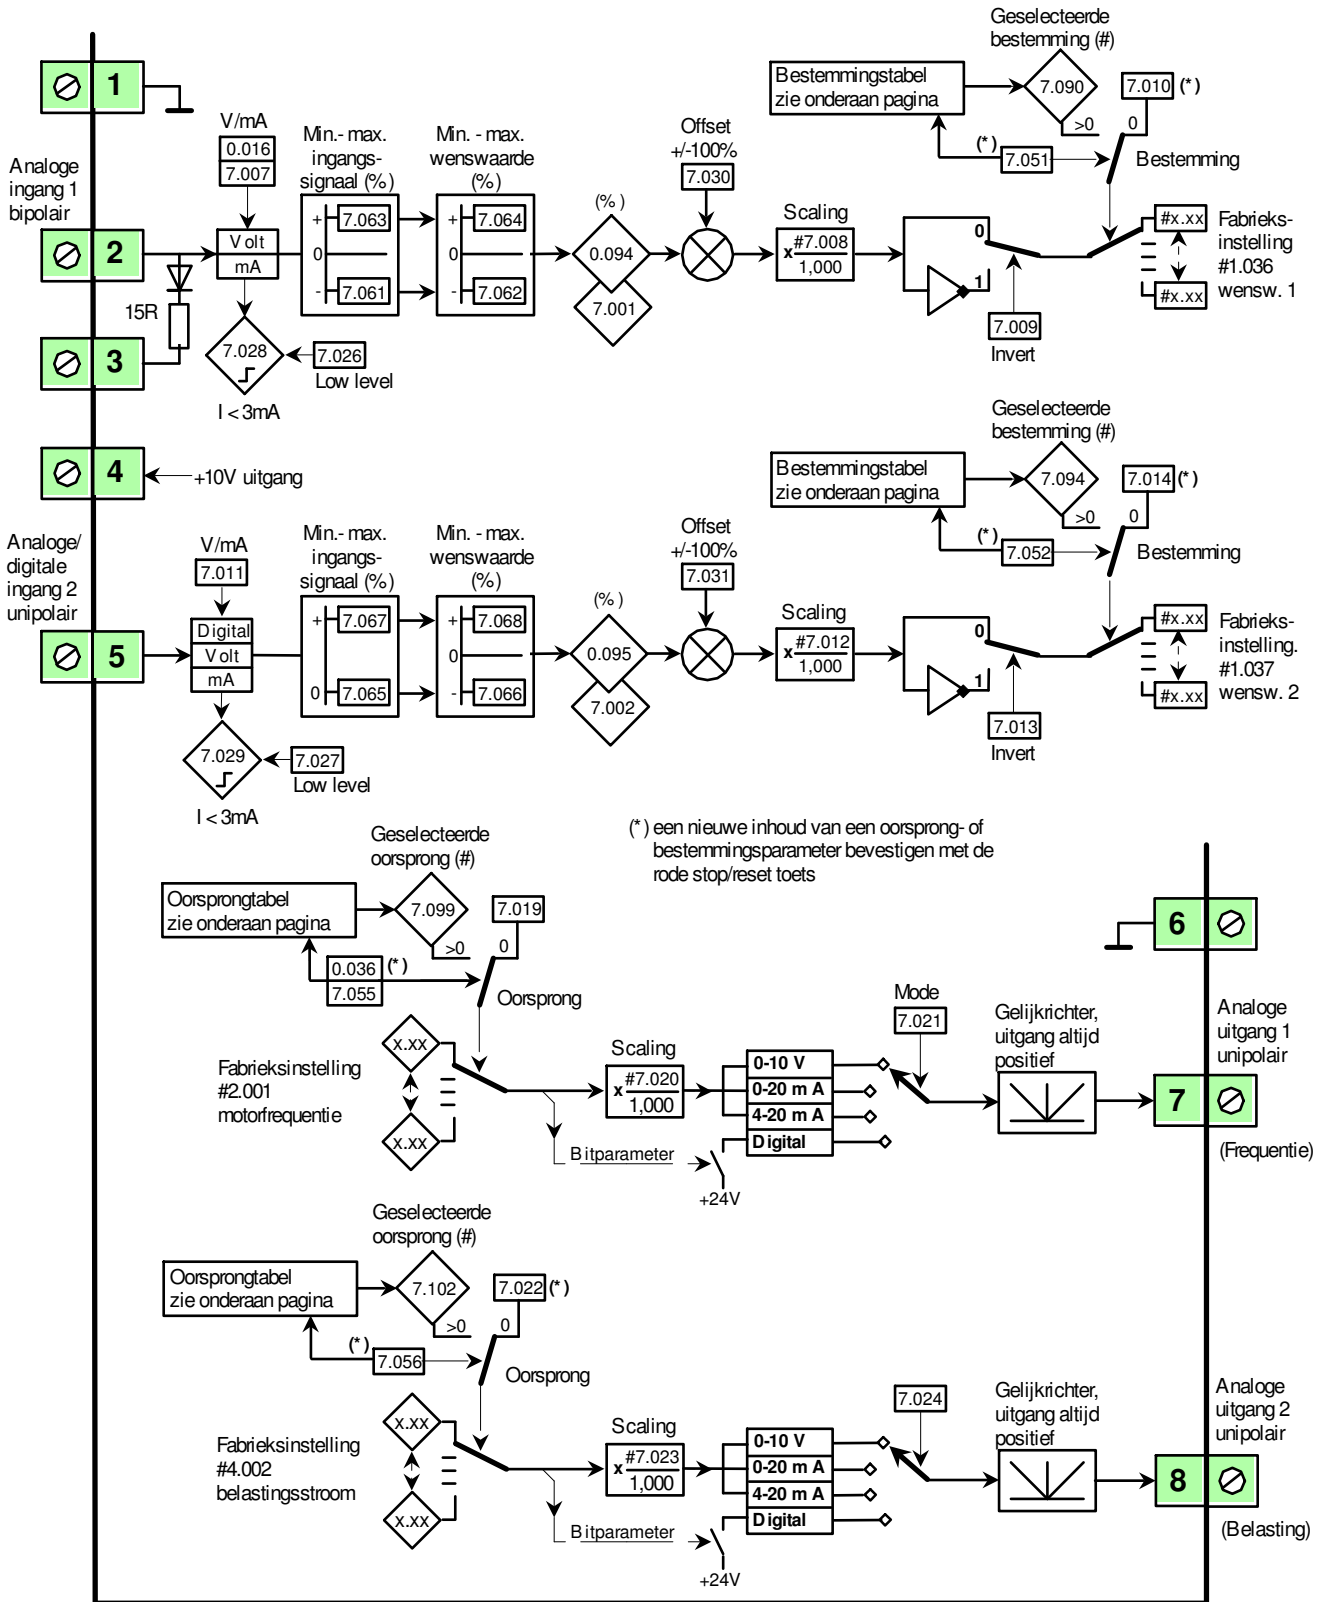 Geselecteerde
bestemming (#)
Bestemmingstabel
zie onderaan pagina
7.090
7.010 (*)
>0
0
(*)
7.051
Bestemming
1
V/mA
0.016
7.007
Min.- max.
ingangs-
signaal (%)
Min. - max.
wenswaarde
(%)
Offset
+/-100%
7.030
Analoge
ingang 1
bipolair
2
Volt
mA
+
7.063
0
-
7.061
+
7.064
0
-
7.062
(%)
0.094
7.001
Scaling
x #7.008
1,000
0
1
7.009
Invert
#x.xx
#x.xx
Fabrieks-
instelling
#1.036
wensw. 1
15R
3
7.028
7.026
Low level
I < 3mA
4
+10V uitgang
Geselecteerde
bestemming (#)
Bestemmingstabel
zie onderaan pagina
7.094
7.014 (*)
>0
0
(*)
7.052
Bestemming
Analoge/
digitale
ingang 2
unipolair
5
V/mA
7.011
Digital
Volt
mA
Min.- max.
ingangs-
signaal (%)
+
7.067
0
7.065
Min. - max.
wenswaarde
(%)
+
7.068
0
-
7.066
(%)
0.095
7.002
Offset
+/-100%
7.031
Scaling
x #7.012
1,000
0
1
7.013
Invert
#x.xx
#x.xx
Fabrieks-
instelling.
#1.037
wensw. 2
7.029
7.027
Low level
I < 3mA
(*) een nieuwe inhoud van een oorsprong- of
bestemmingsparameter bevestigen met de
rode stop/reset toets
Geselecteerde
oorsprong (#)
Oorsprongtabel
zie onderaan pagina
7.099
7.019
>0
0
0.036
7.055
(*)
Oorsprong
6
Fabrieksinstelling
#2.001
motorfrequentie
x.xx
x.xx
Scaling
x #7.020
1,000
0-10 V
0-20 mA
4-20 mA
Digital
Bitparameter
+24V
Mode
7.021
Gelijkrichter,
uitgang altijd
positief
Analoge
uitgang 1
unipolair
7
(Frequentie)
Geselecteerde
oorsprong (#)
Oorsprongtabel
zie onderaan pagina
7.102
7.022 (*)
>0
0
(*)
7.056
Oorsprong
Fabrieksinstelling
#4.002
belastingsstroom
x.xx
x.xx
Scaling
x #7.023
1,000
0-10 V
0-20 mA
4-20 mA
Digital
Bitparameter
+24V
7.024
Gelijkrichter,
uitgang altijd
positief
Analoge
uitgang 2
unipolair
8
(Belasting)